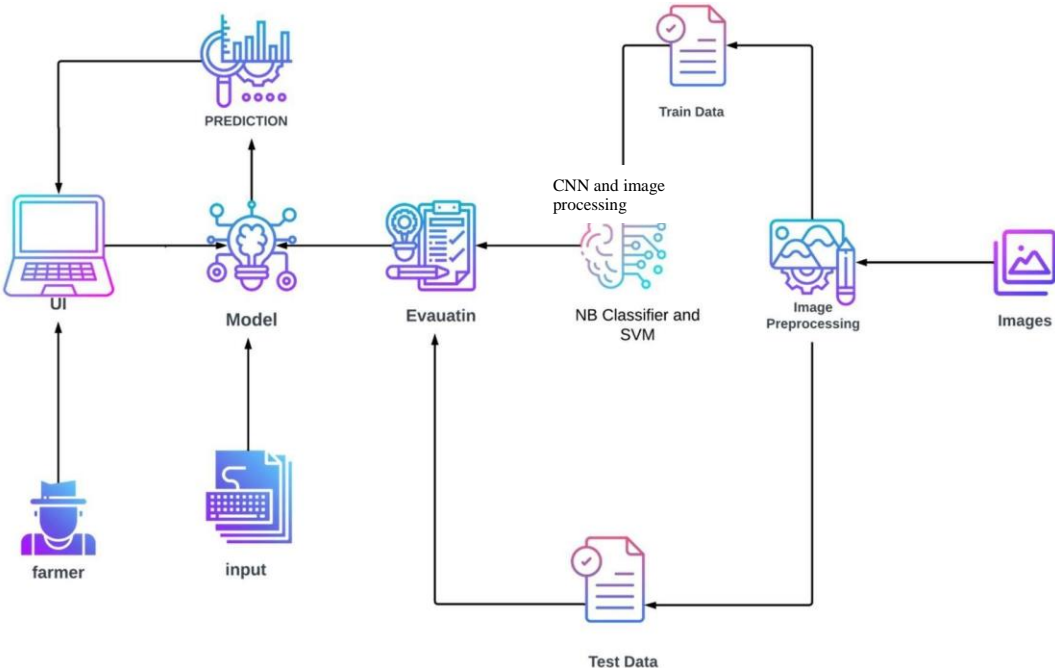 Train Data
PREDICTION
CNN and image
processing
UI
Model
Evauatin
NB Classifier and
SVM
Image
Preprocessing
Images
farmer
input
Test Data